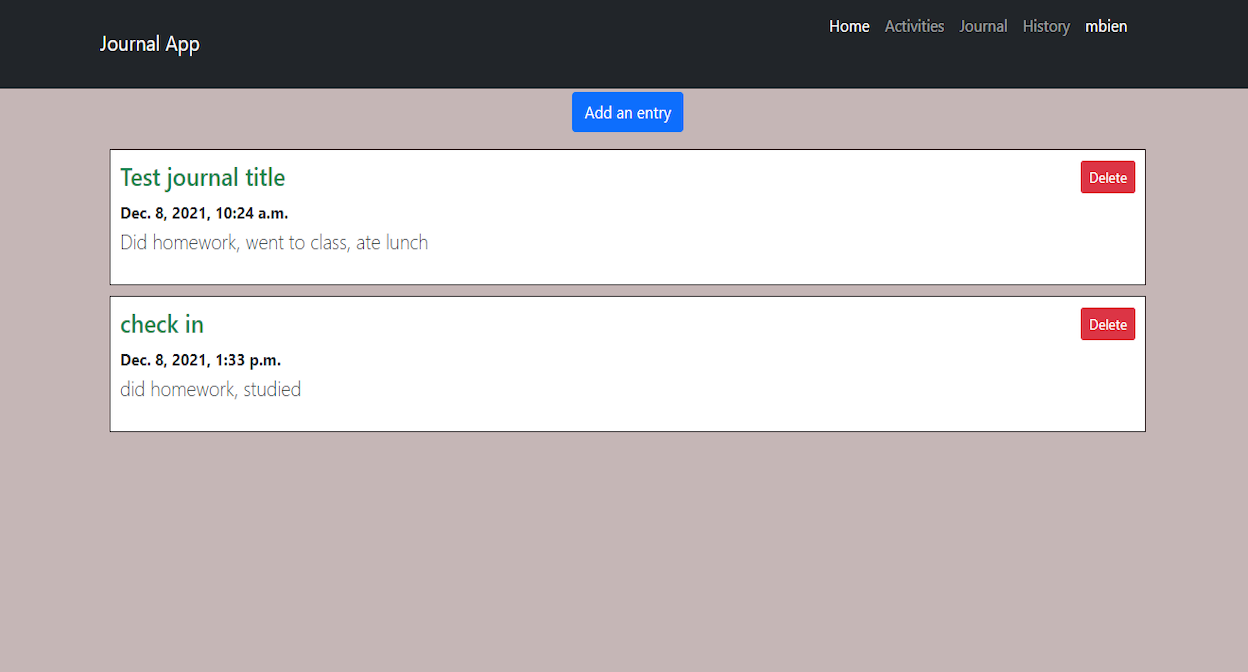 Journal App
Home Activities Journal History mbien
Add an entry
Test journal title
Delete
Dec. 8, 2021, 10:24 a.m.
Did homework, went to class, ate lunch
check in
Delete
Dec. 8, 2021, 1:33 p.m.
did homework, studied